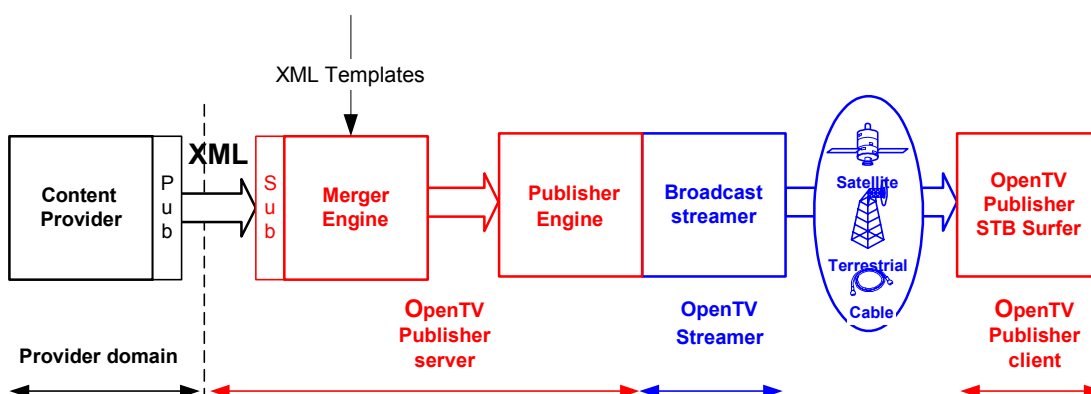 XML Templates
XML
Content
Provider
P
u
b
S
u
b
Merger
Engine
Publisher
Engine
Broadcast
streamer
Satellite
Terrestrial
Cable
OpenTV
Publisher
STB Surfer
Provider domain
OpenTV
Publisher
server
OpenTV
Streamer
OpenTV
Publisher
client